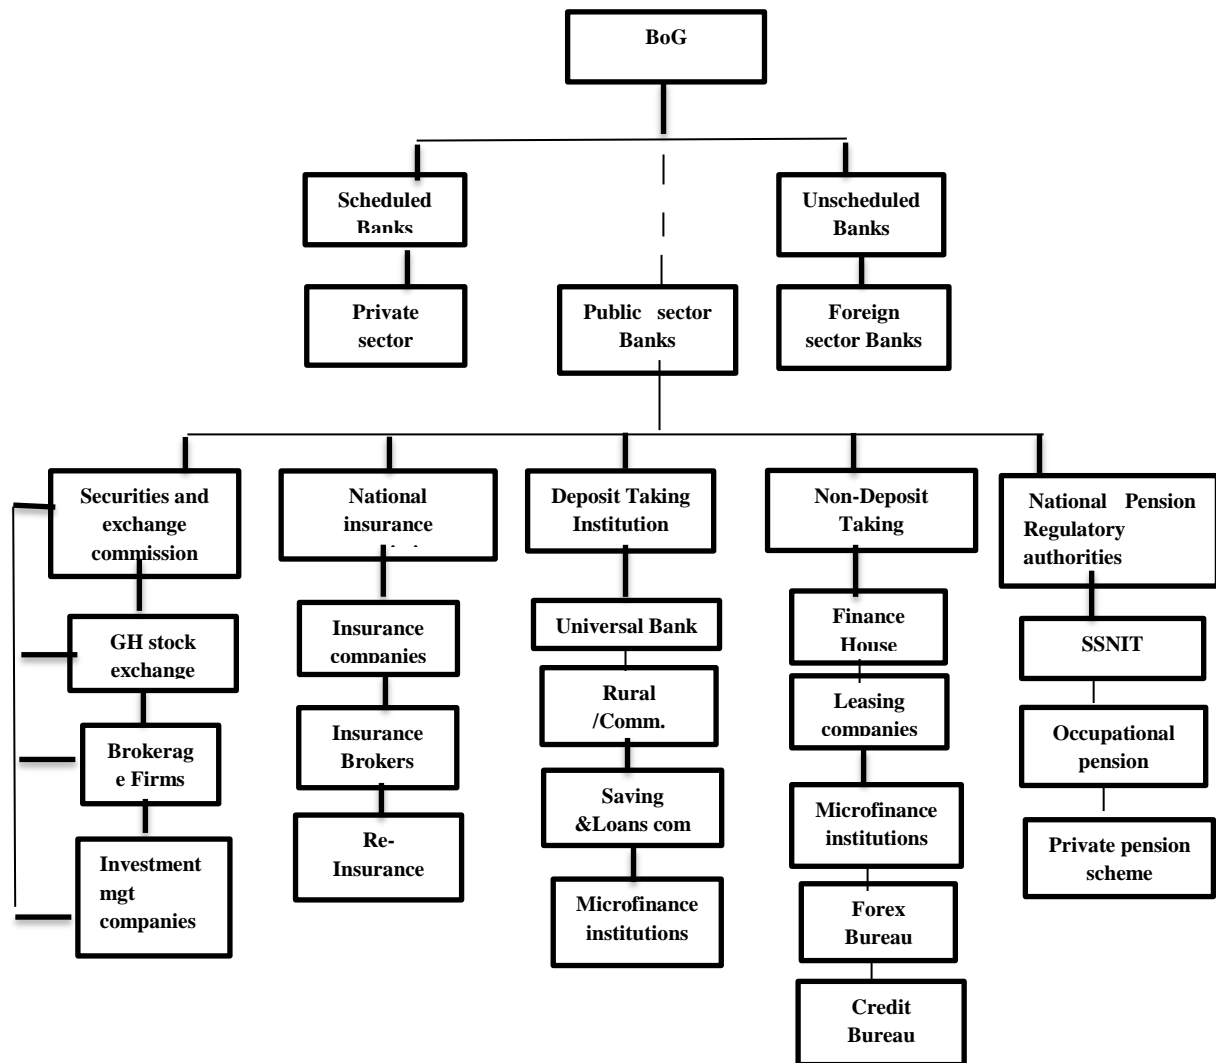 BoG
Scheduled
Banks
Unscheduled
Banks
Private
sector
Public sector
Banks
Foreign
sector Banks
Securities and
exchange
commission
National
insurance
Deposit Taking
Institution
Non-Deposit
Taking
National Pension
Regulatory
authorities
GH stock
exchange
Brokerag
e Firms
Investment
mgt
companies
Insurance
companies
Insurance
Brokers
Re-
Insurance
Universal Bank
Rural
/Comm.
Saving
&Loans com
Microfinance
institutions
Finance
House
Leasing
companies
Microfinance
institutions
Forex
Bureau
Credit
Bureau
SSNIT
Occupational
pension
Private pension
scheme